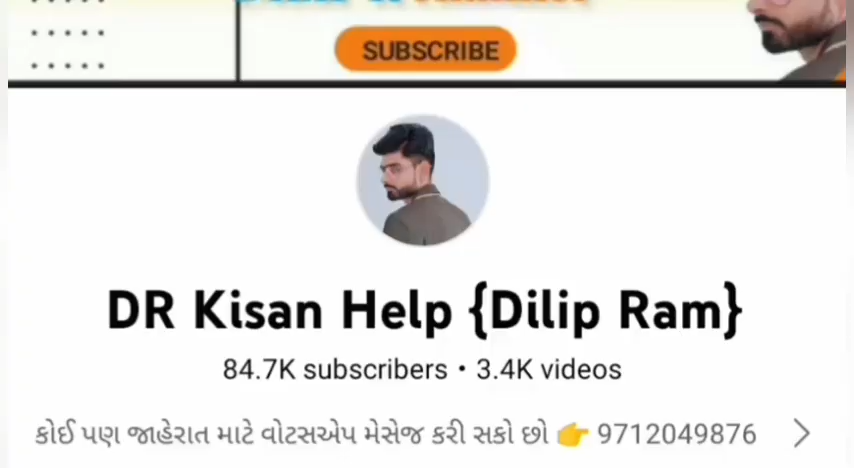 SUBSCRIBE
DR Kisan Help {Dilip Ram}
84.7K subscribers • 3.4K videos
કોઈ પણ જાહેરાત માટે વોટસએપ મેસેજ કરી સકો છો 👉 9712049876